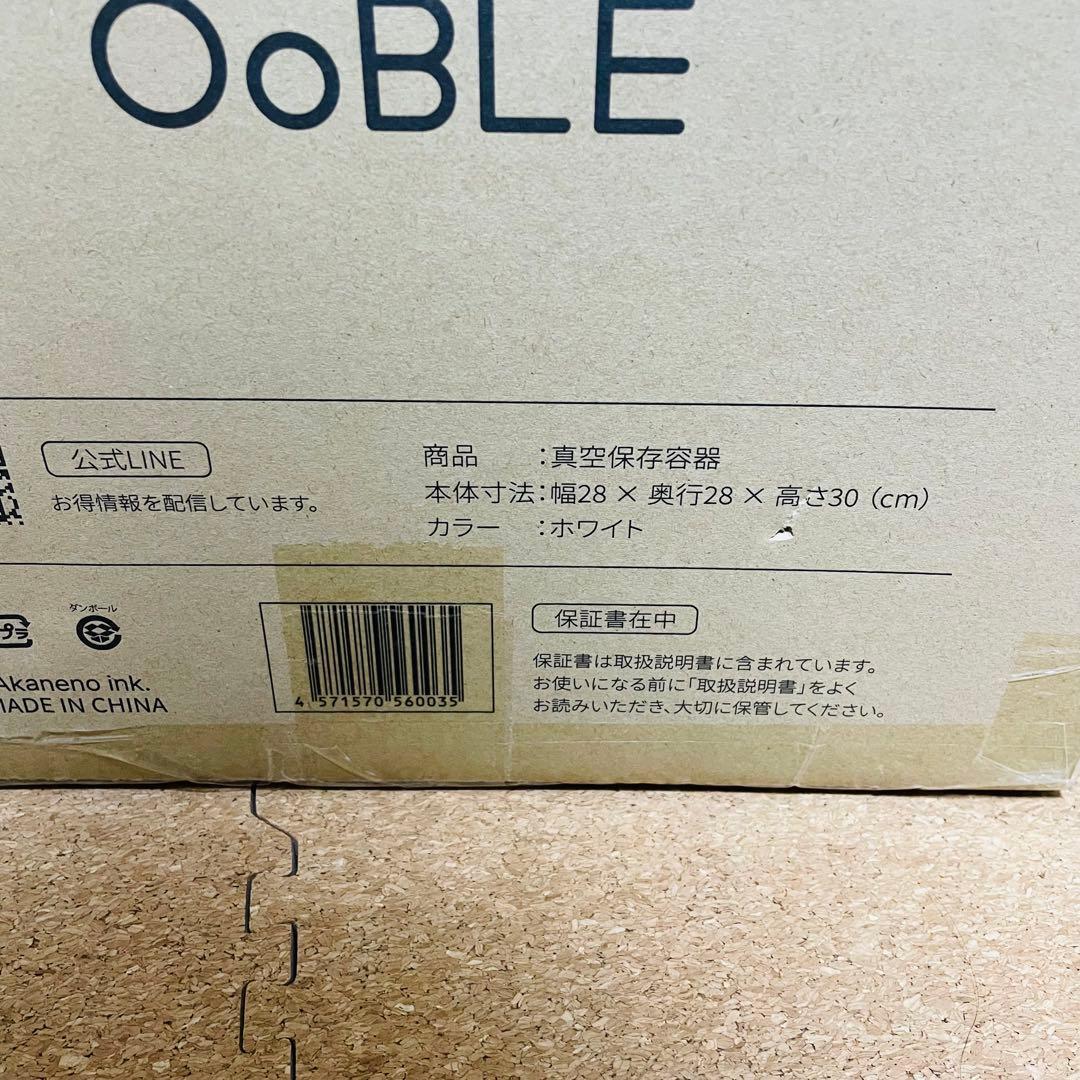 OoBLE
公式LINE
お得情報を配信しています。
商品　：真空保存容器
本体寸法：幅28 × 奥行28 × 高さ30（cm）
カラー　：ホワイト
プラ
ダンボール
Akaneno ink.
MADE IN CHINA
4 571570 560035
保証書在中
保証書は取扱説明書に含まれています。
お使いになる前に「取扱説明書」をよく
お読みいただき、大切に保管してください。